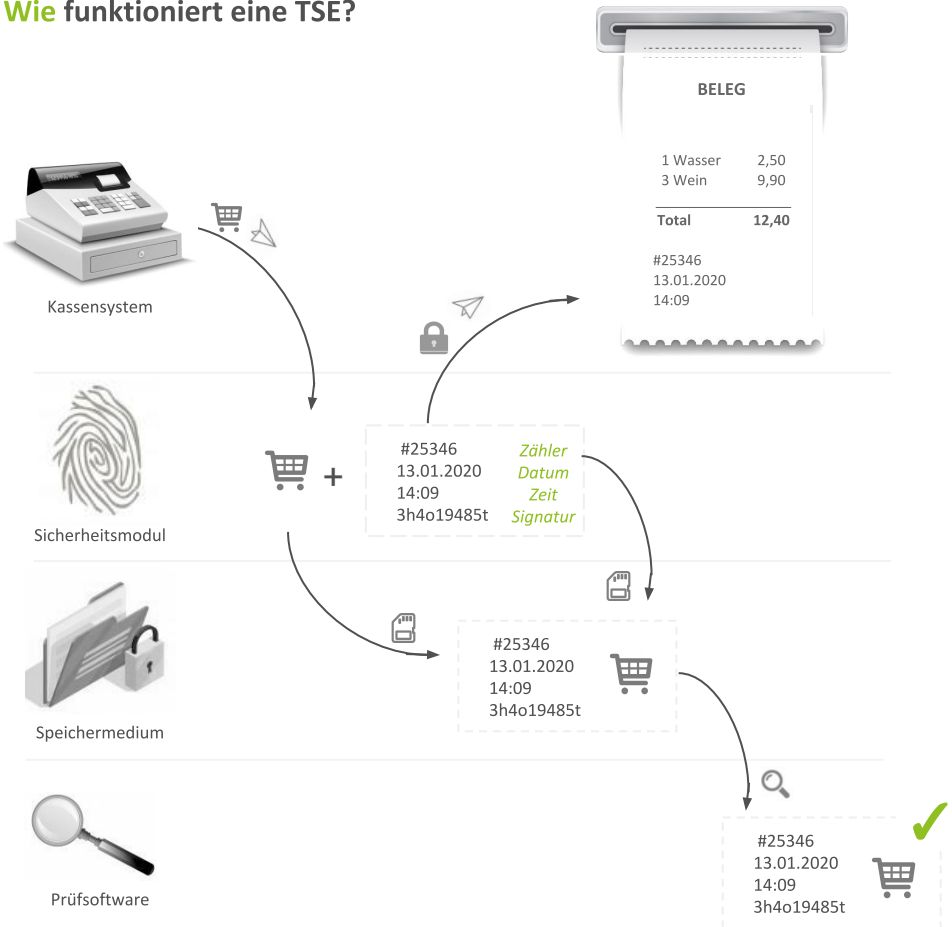 Wie funktioniert eine TSE?
BELEG
1 Wasser 2,50
3 Wein 9,90
Total 12,40
#25346
13.01.2020
14:09
Kassensystem
#25346 Zähler
13.01.2020 Datum
14:09 Zeit
3h4o19485t Signatur
+
Sicherheitsmodul
#25346
13.01.2020
14:09
3h4o19485t
Speichermedium
#25346
13.01.2020
14:09
3h4o19485t
Prüfsoftware